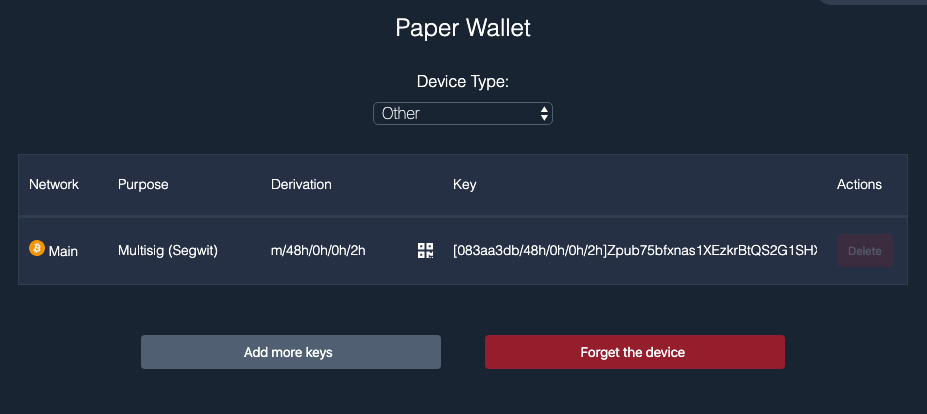 Paper Wallet
Device Type:
Other
Network Purpose Derivation Key Actions
Main Multisig (Segwit) m/48h/0h/0h/2h [083aa3db/48h/0h/0h/2h]Zpub75bfxnas1XEzkrBtQS2G1SHX Delete
Add more keys Forget the device